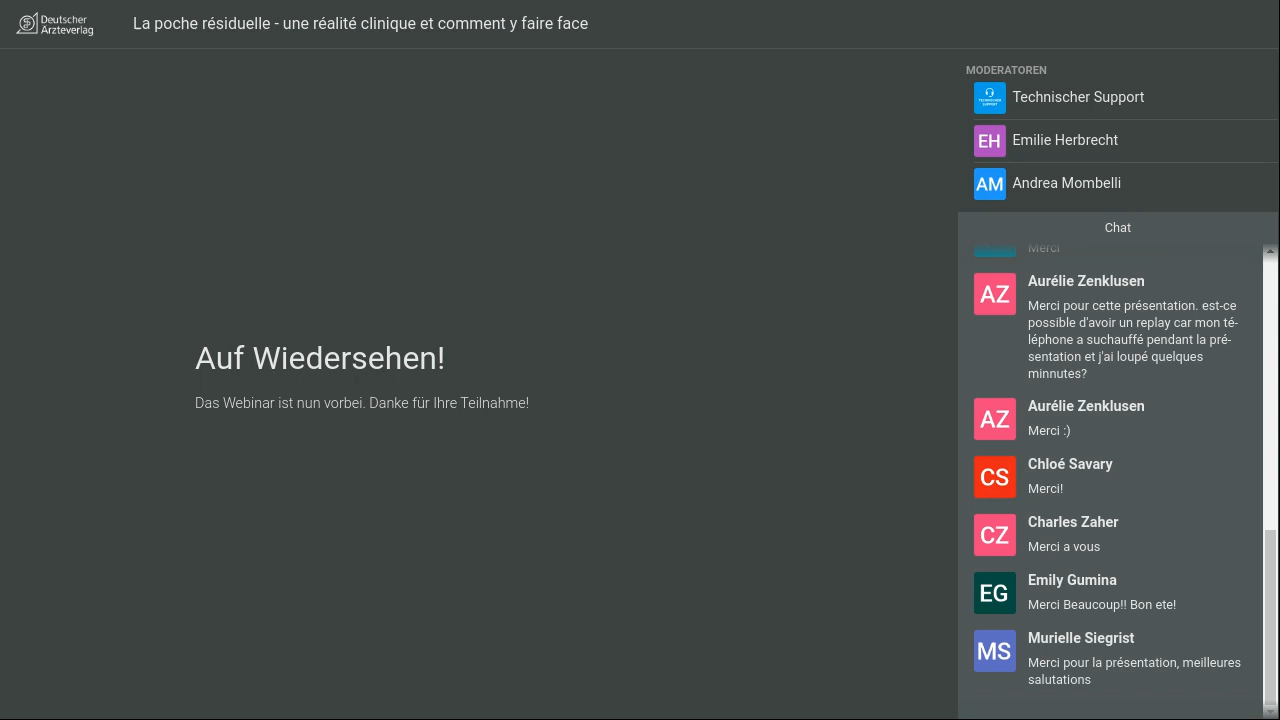 Deutscher
Ärzteverlag
La poche résiduelle - une réalité clinique et comment y faire face
MODERATOREN
TECHNISCHER
SUPPORT
Technischer Support
EH
Emilie Herbrecht
AM
Andrea Mombelli
Chat
Merci
AZ
Aurélie Zenklusen
Merci pour cette présentation. est-ce
possible d'avoir un replay car mon té-
léphone a suchauffé pendant la pré-
sentation et j'ai loupé quelques
minnutes?
AZ
Aurélie Zenklusen
Merci :)
CS
Chloé Savary
Merci!
CZ
Charles Zaher
Merci a vous
EG
Emily Gumina
Merci Beaucoup!! Bon ete!
MS
Murielle Siegrist
Merci pour la présentation, meilleures
salutations
Auf Wiedersehen!
Das Webinar ist nun vorbei. Danke für Ihre Teilnahme!